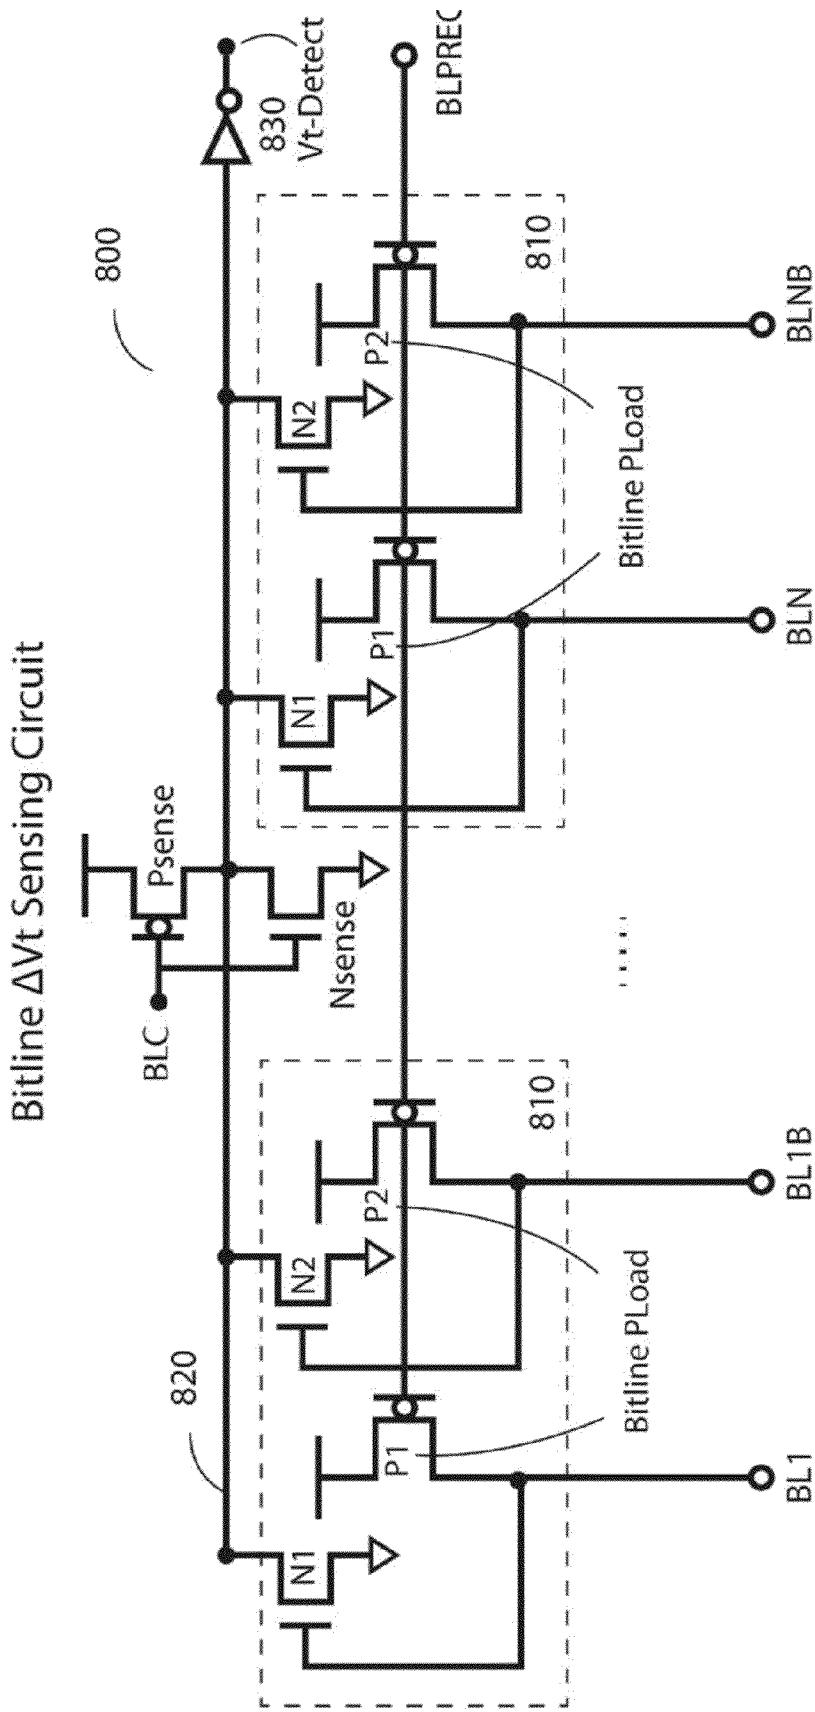 Bitline ΔVt Sensing Circuit
800
820
BLC
Psense
Nsense
830
Vt-Detect
N1
P1
N2
P2
810
N1
P1
N2
P2
810
BLPREC
Bitline PLoad
Bitline PLoad
BL1
BL1B
.....
BLN
BLNB